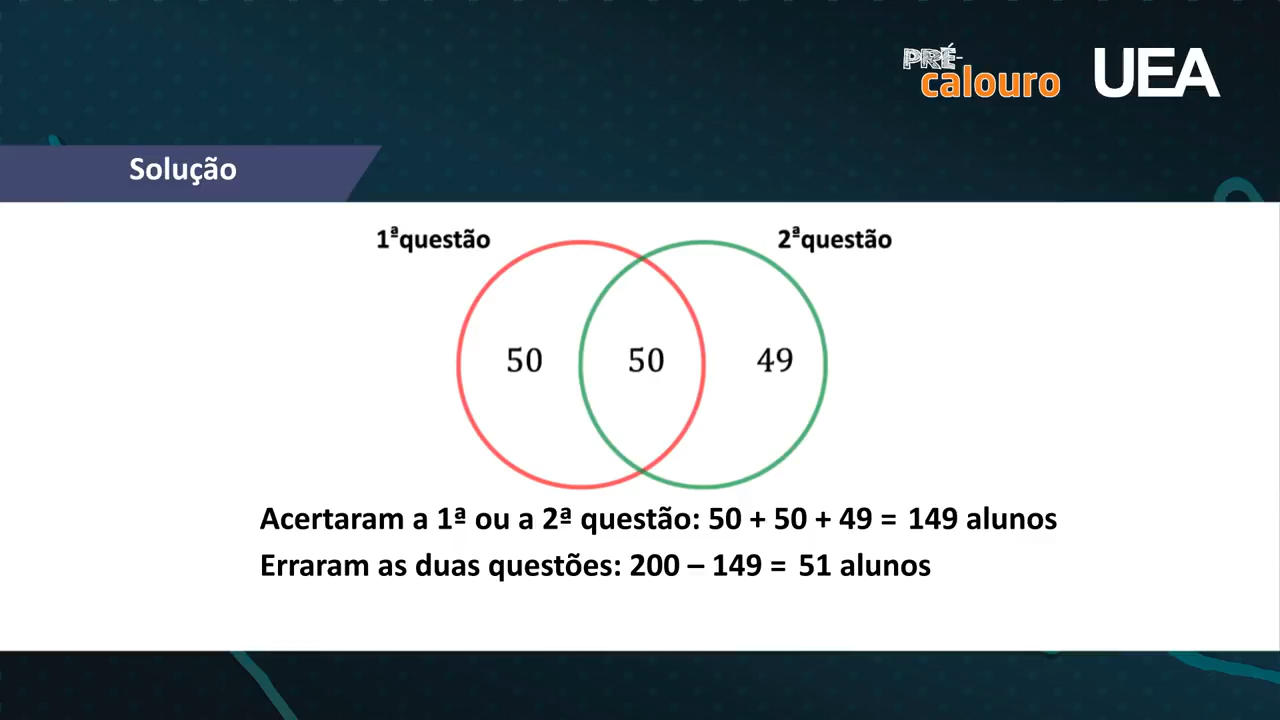 PRÉ-
calouro
UEA
Solução
1ªquestão
2ªquestão
50
50
49
Acertaram a 1ª ou a 2ª questão: 50 + 50 + 49 = 149 alunos
Erraram as duas questões: 200 – 149 = 51 alunos